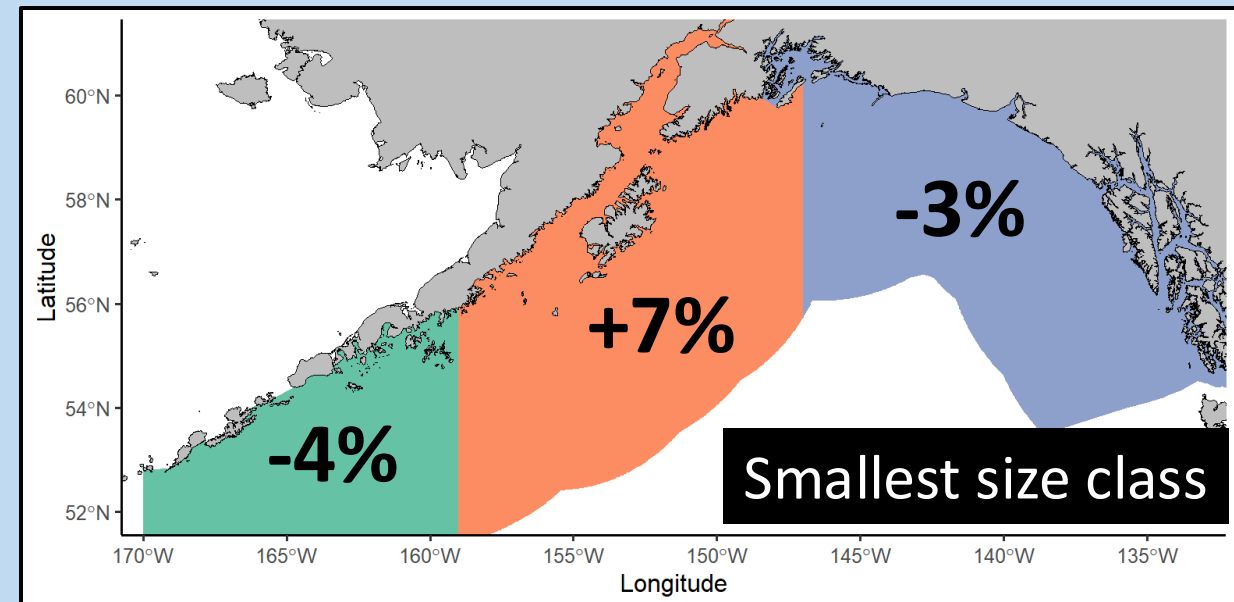 Latitude
60°N
58°N
56°N
54°N
52°N
-3%
+7%
-4%
Smallest size class
170°W
165°W
160°W
155°W
150°W
145°W
140°W
135°W
Longitude